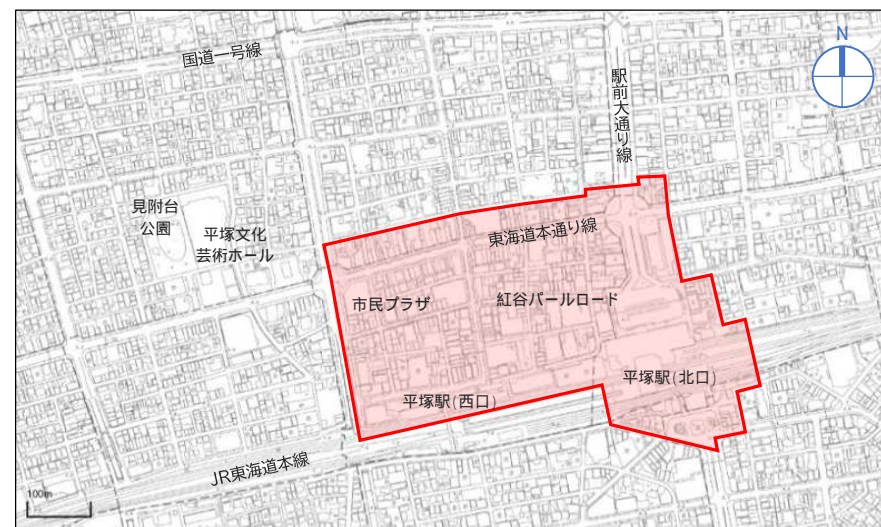 国道一号線
N
駅前大通り線
見附台
公園
平塚文化
芸術ホール
東海道本通り線
市民プラザ
紅谷パールロード
平塚駅(北口)
平塚駅(西口)
JR東海道本線
100m